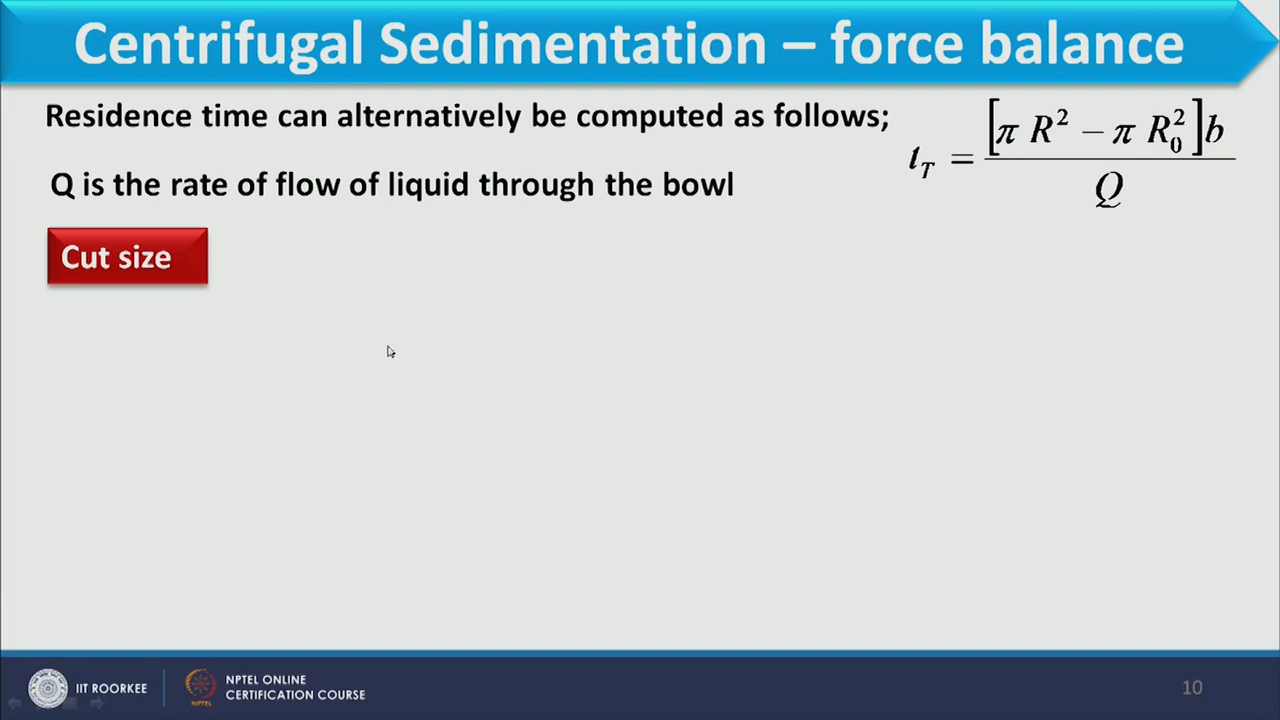 Centrifugal Sedimentation – force balance
Residence time can alternatively be computed as follows;
t_T = [π R² − π R₀²] b / Q
Q is the rate of flow of liquid through the bowl
Cut size
IIT ROORKEE
NPTEL ONLINE
CERTIFICATION COURSE
NPTEL
10